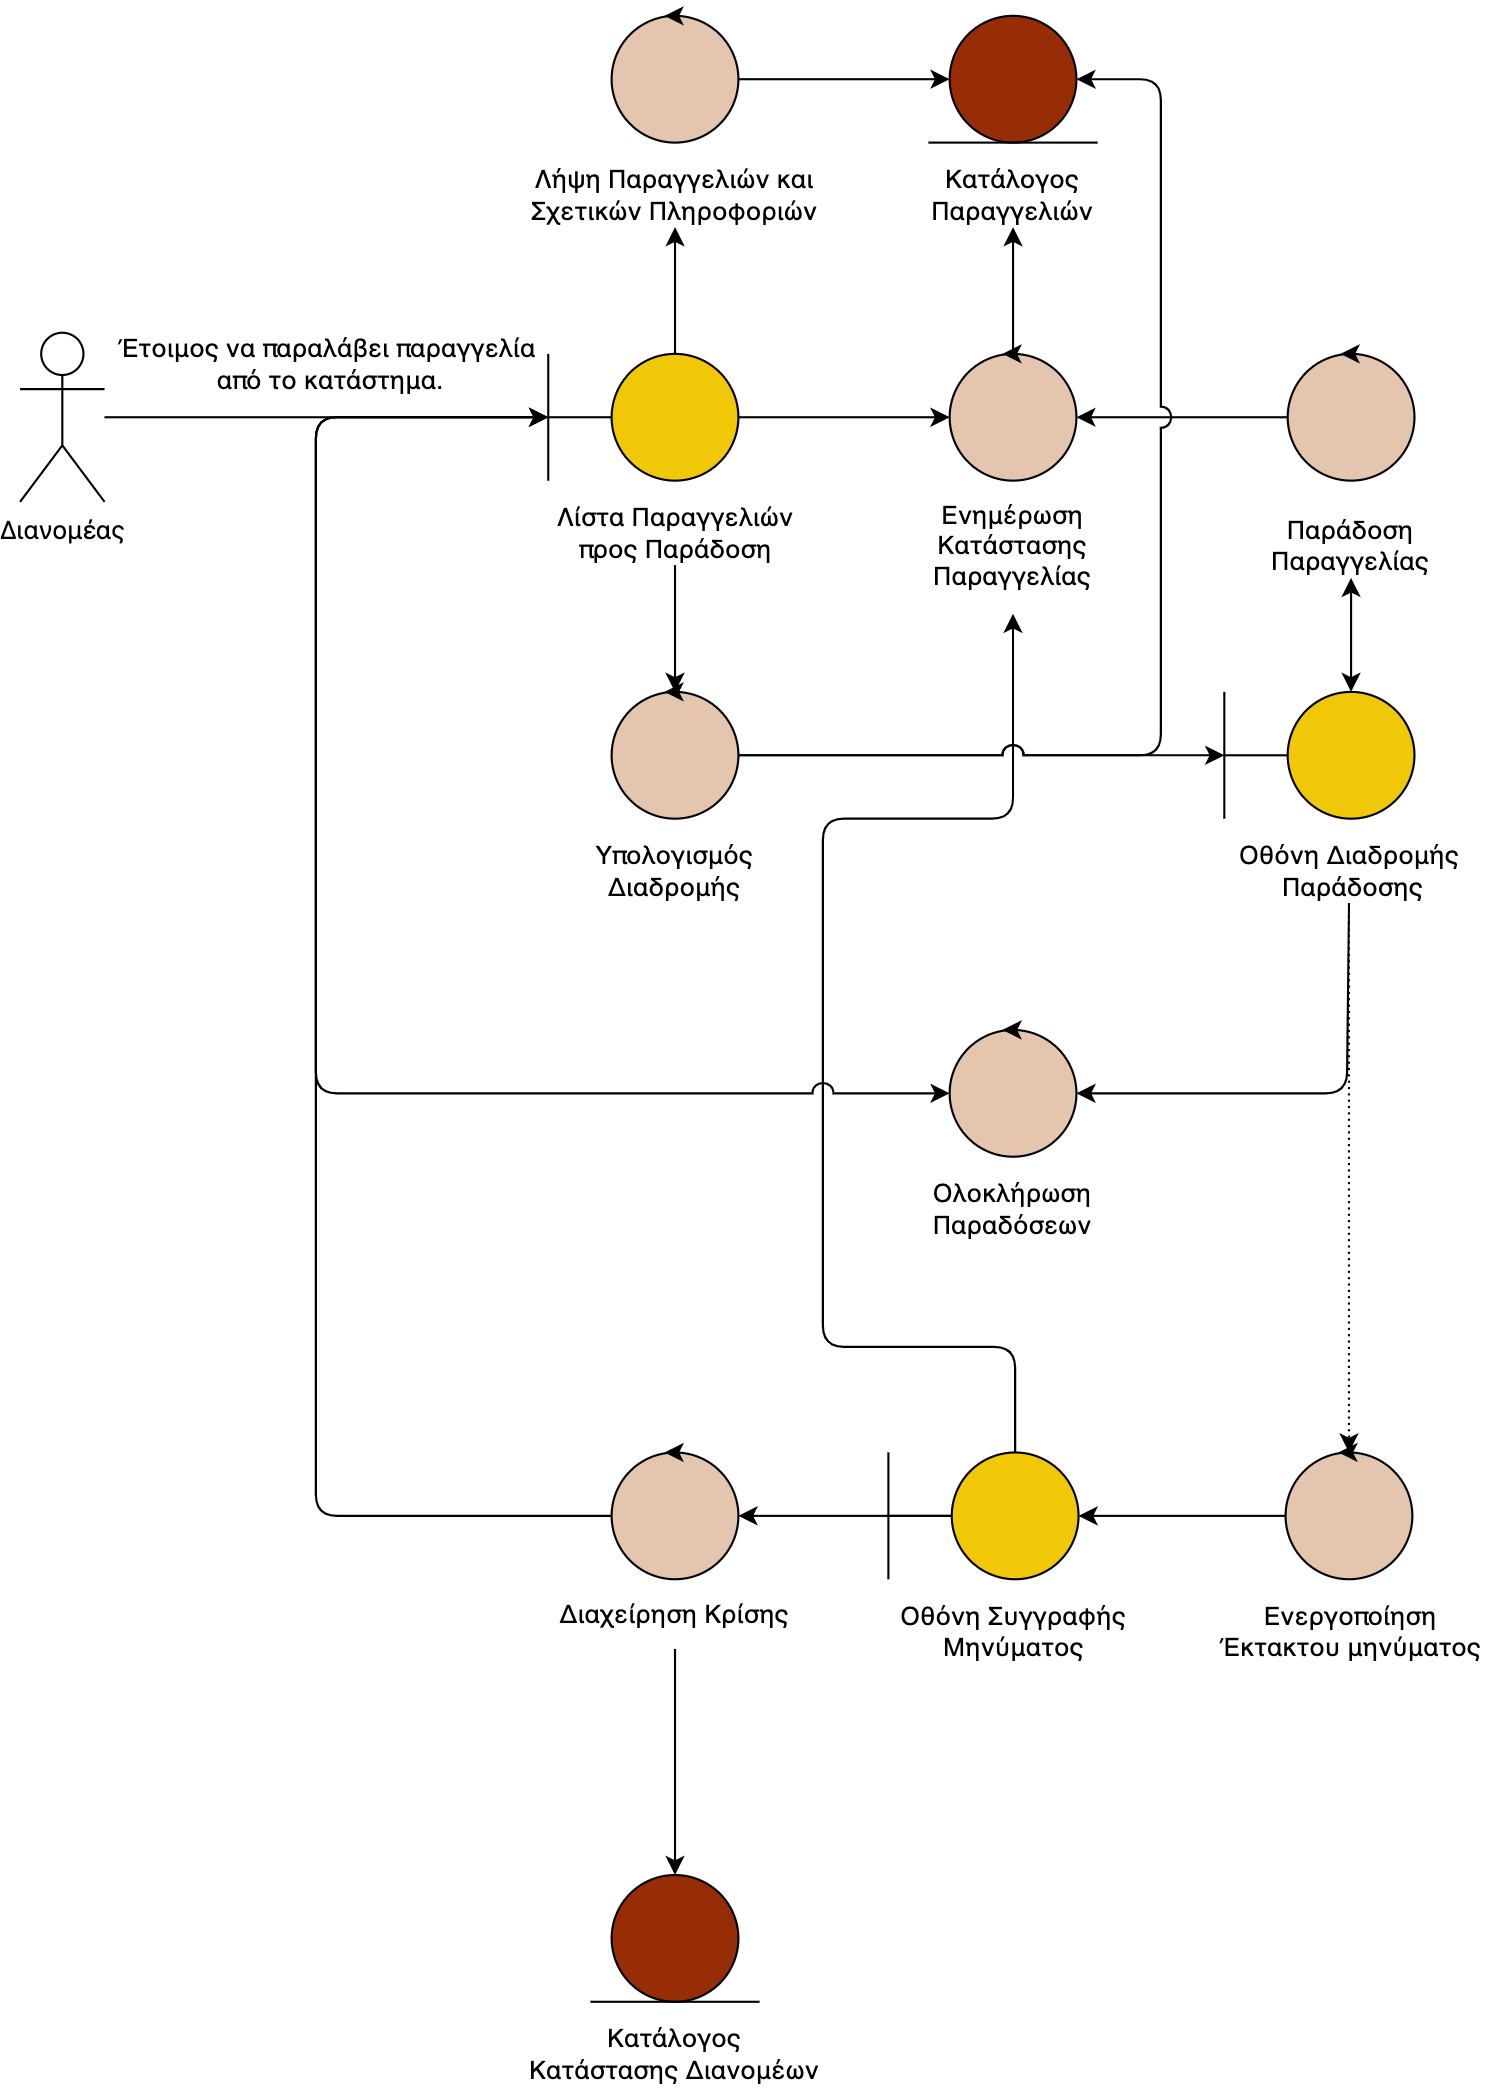 Λήψη Παραγγελιών και
Σχετικών Πληροφοριών
Κατάλογος
Παραγγελιών
Έτοιμος να παραλάβει παραγγελία
από το κατάστημα.
Διανομέας
Λίστα Παραγγελιών
προς Παράδοση
Ενημέρωση
Κατάστασης
Παραγγελίας
Παράδοση
Παραγγελίας
Υπολογισμός
Διαδρομής
Οθόνη Διαδρομής
Παράδοσης
Ολοκλήρωση
Παραδόσεων
Διαχείρηση Κρίσης
Οθόνη Συγγραφής
Μηνύματος
Ενεργοποίηση
Έκτακτου μηνύματος
Κατάλογος
Κατάστασης Διανομέων